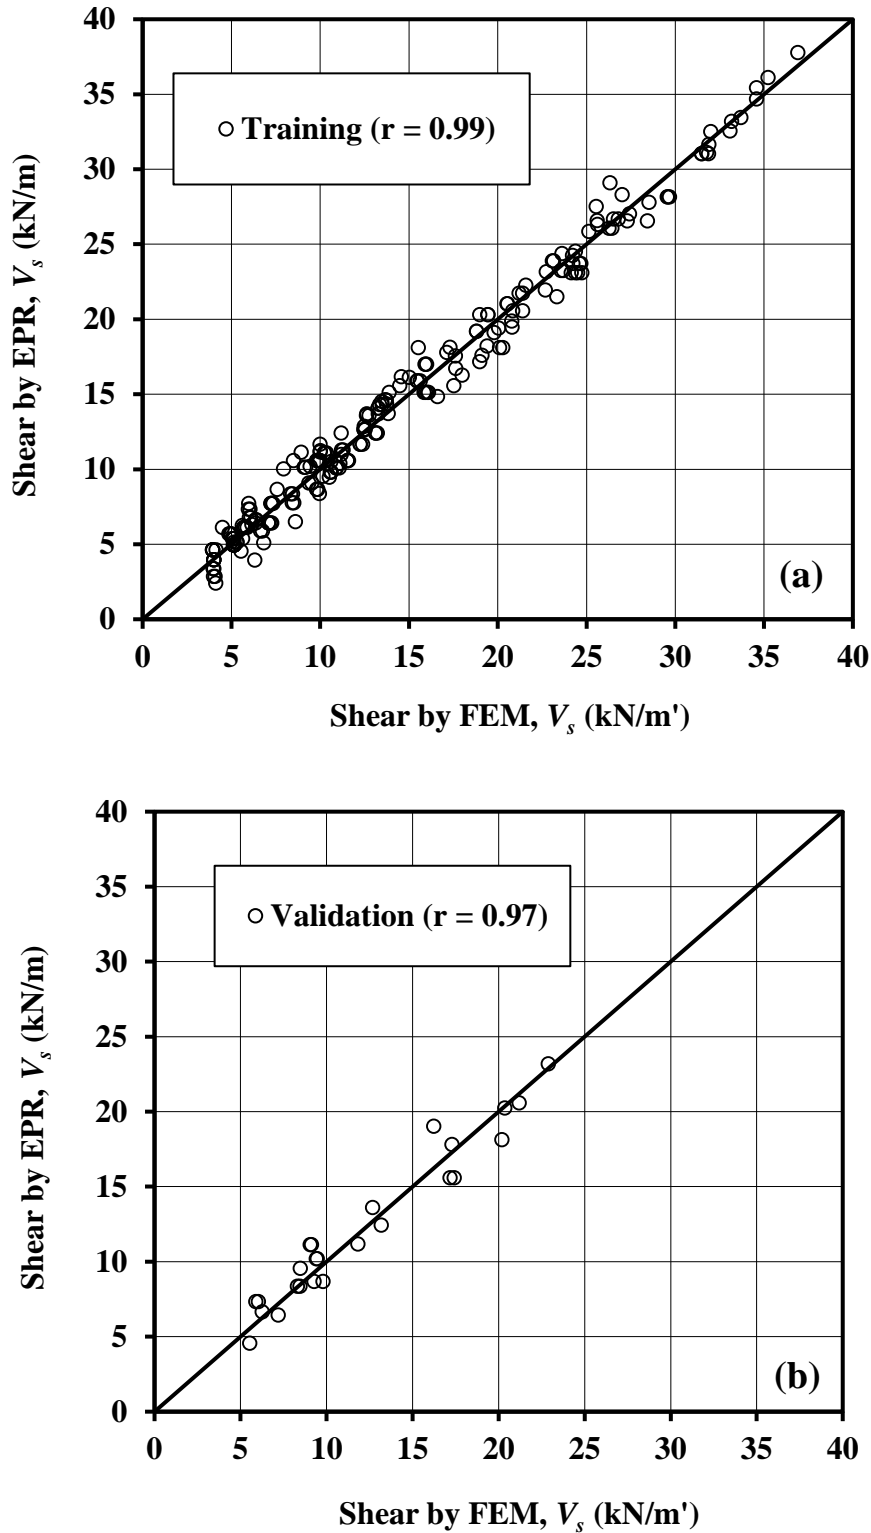 40
35
30
25
20
15
10
5
0
Shear by EPR, Vs (kN/m)
Training (r = 0.99)
(a)
0 5 10 15 20 25 30 35 40
Shear by FEM, Vs (kN/m')
40
35
30
25
20
15
10
5
0
Shear by EPR, Vs (kN/m)
Validation (r = 0.97)
(b)
0 5 10 15 20 25 30 35 40
Shear by FEM, Vs (kN/m')